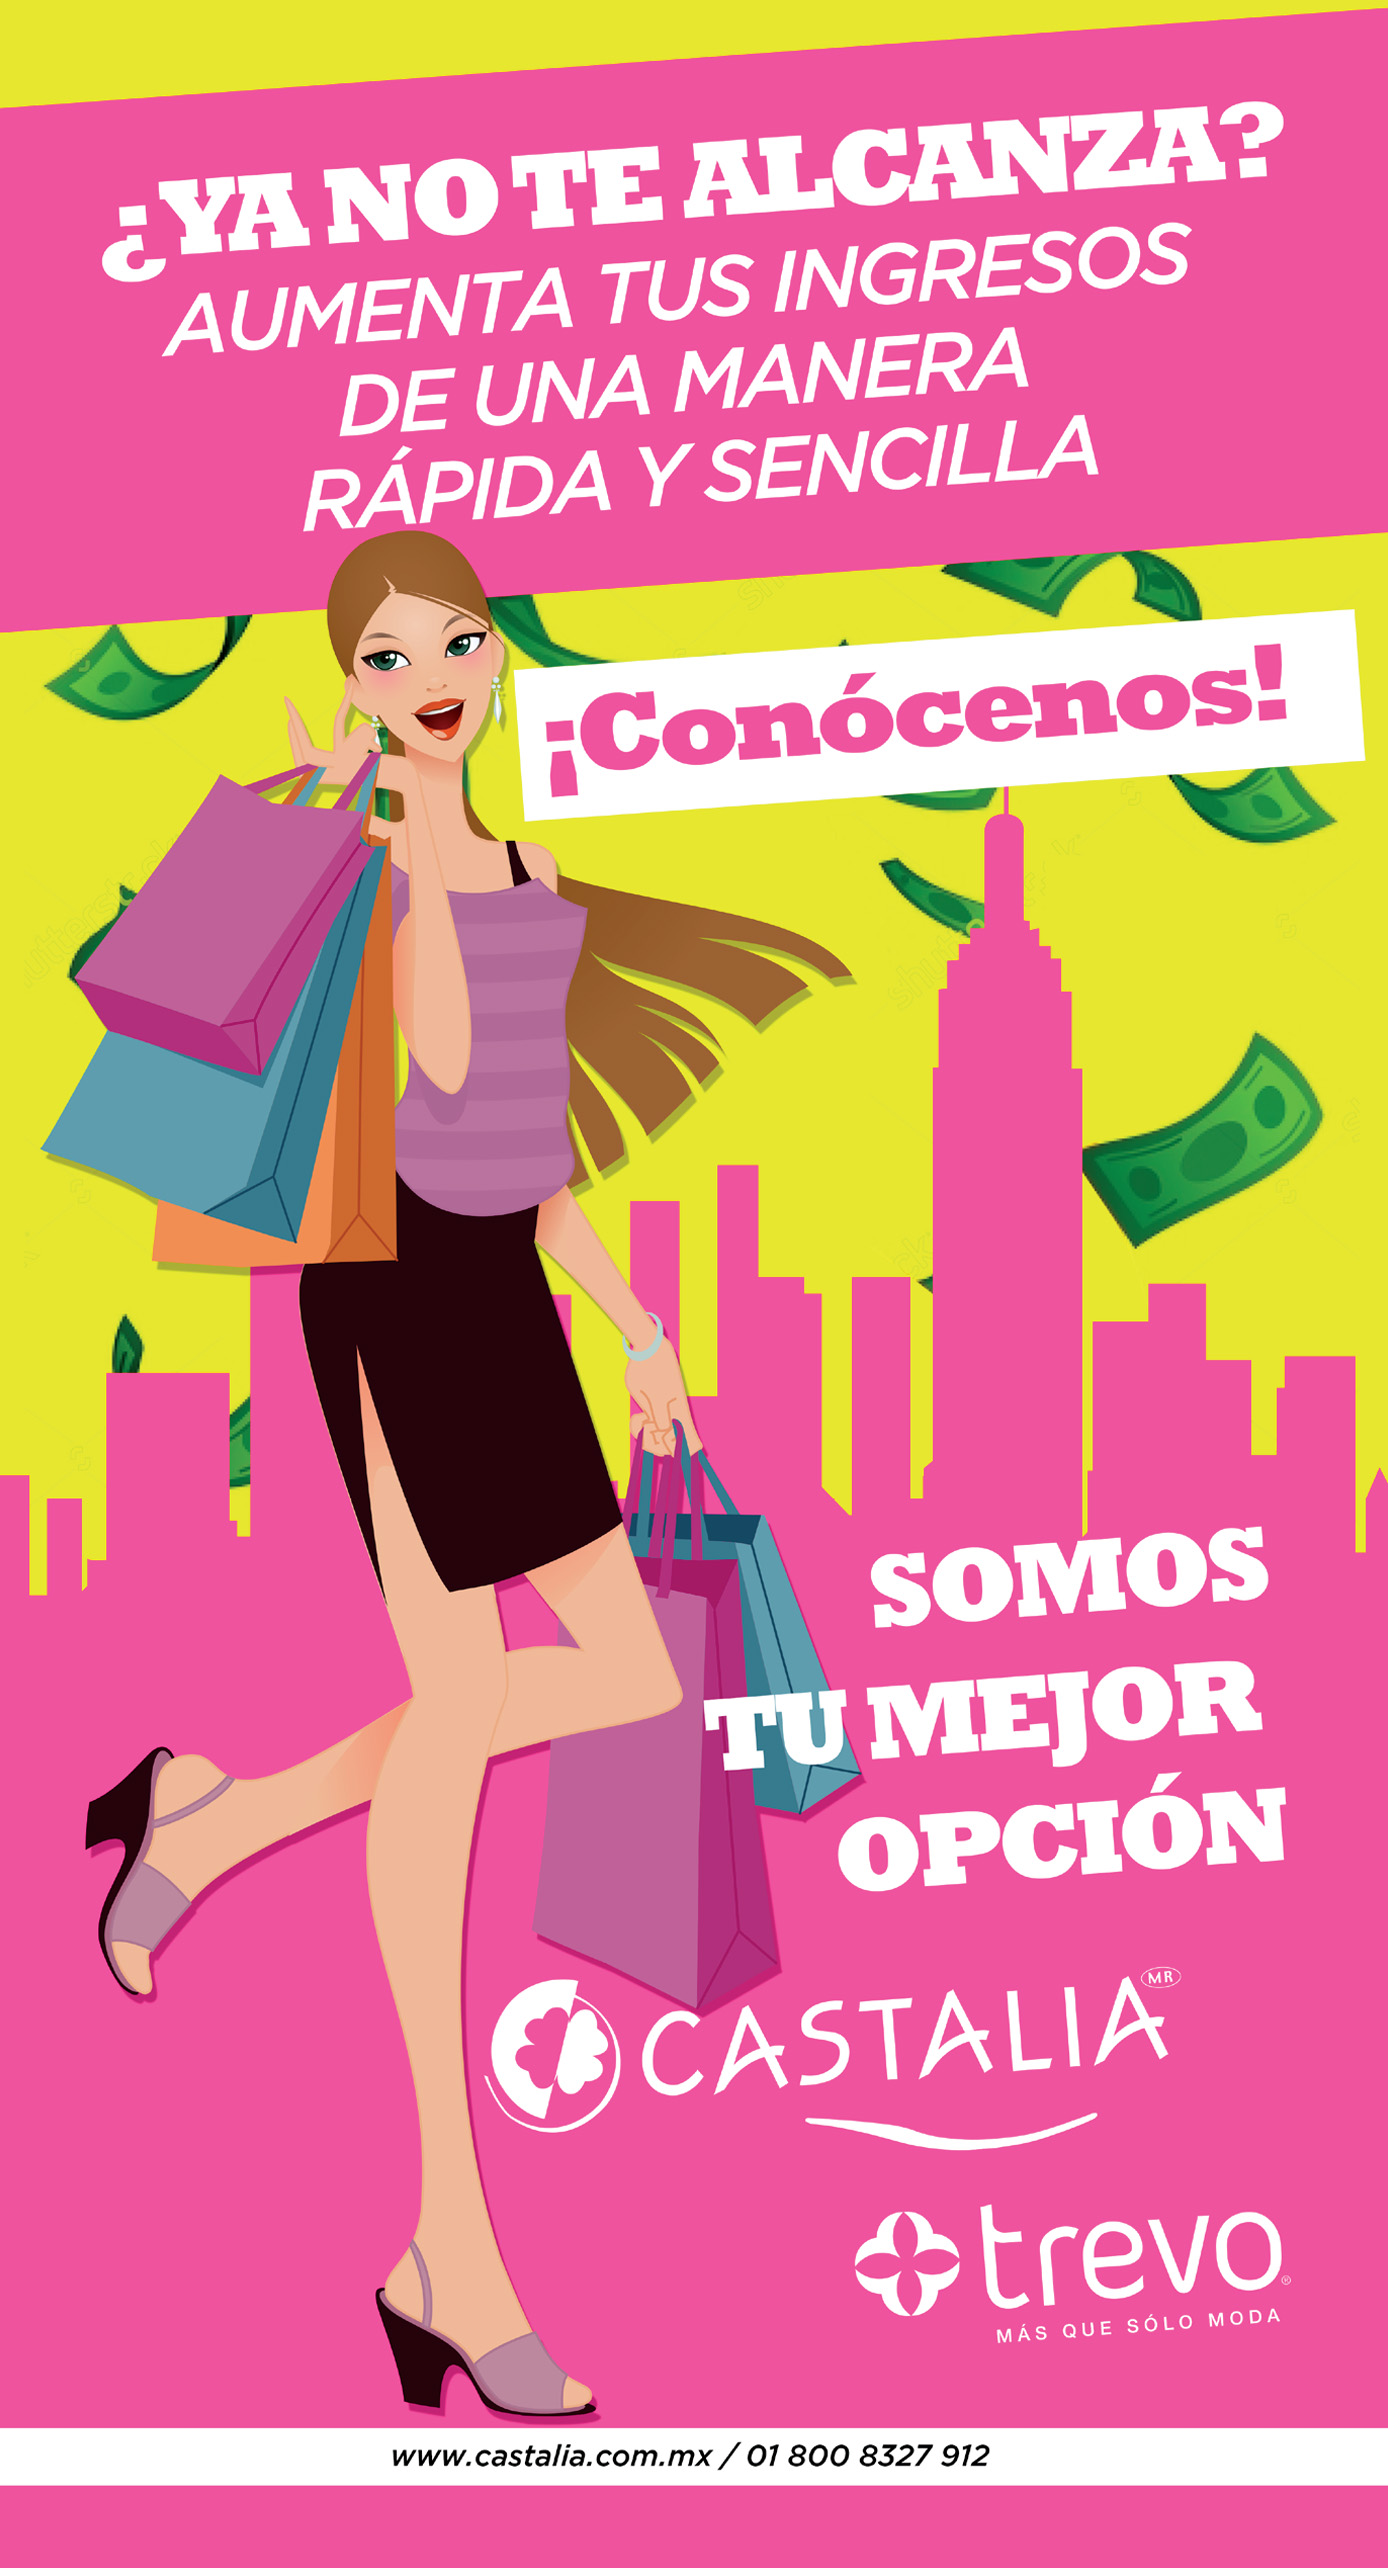 ¿YA NO TE ALCANZA?
AUMENTA TUS INGRESOS
DE UNA MANERA
RÁPIDA Y SENCILLA
¡Conócenos!
SOMOS
TU MEJOR
OPCIÓN
CASTALIA MR
trevo®
MÁS QUE SÓLO MODA
www.castalia.com.mx / 01 800 8327 912